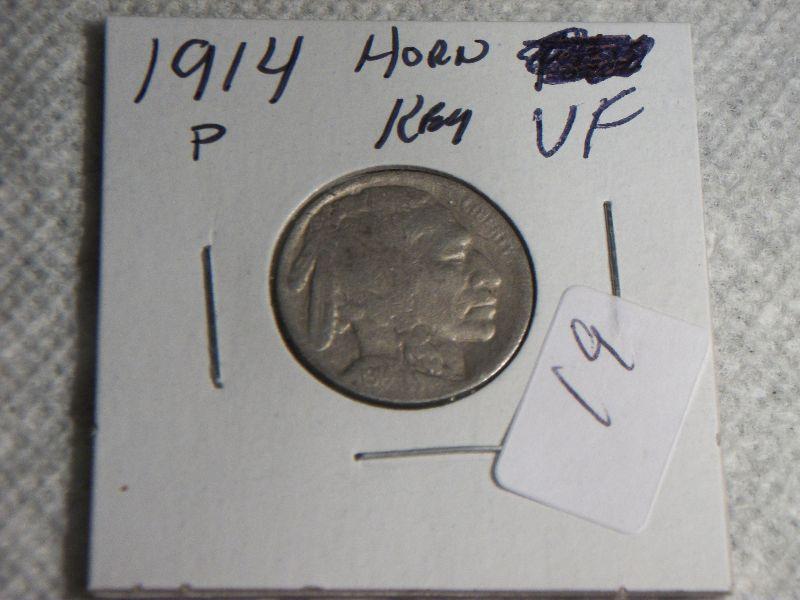 1914 HORN
P Key VF
LIBERTY
19